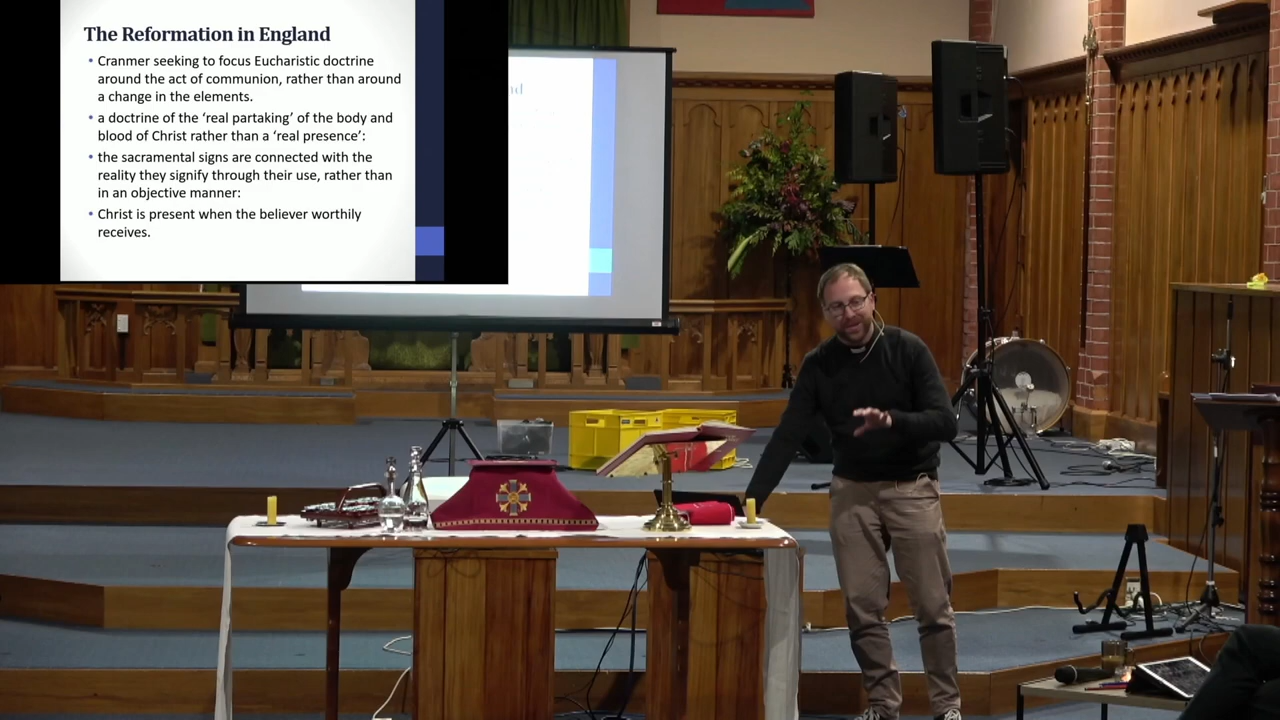 The Reformation in England
• Cranmer seeking to focus Eucharistic doctrine
around the act of communion, rather than around
a change in the elements.
• a doctrine of the ‘real partaking’ of the body and
blood of Christ rather than a ‘real presence’:
• the sacramental signs are connected with the
reality they signify through their use, rather than
in an objective manner:
• Christ is present when the believer worthily
receives.